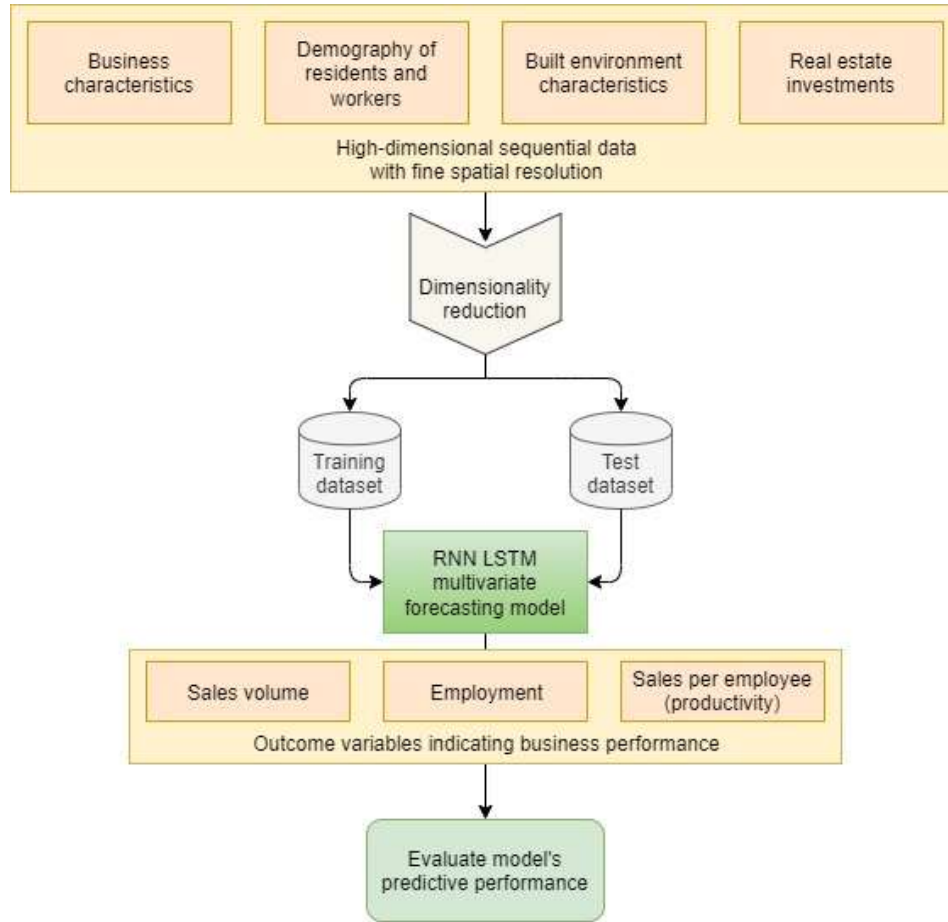 Business
characteristics
Demography of
residents and
workers
Built environment
characteristics
Real estate
investments
High-dimensional sequential data
with fine spatial resolution
Dimensionality
reduction
Training
dataset
Test
dataset
RNN LSTM
multivariate
forecasting model
Sales volume
Employment
Sales per employee
(productivity)
Outcome variables indicating business performance
Evaluate model's
predictive performance